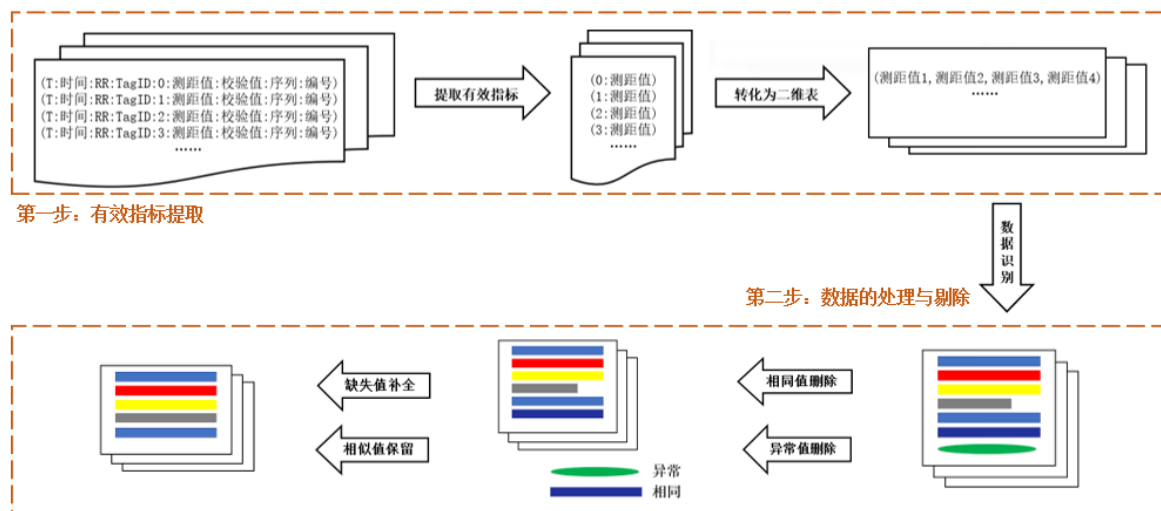 (T:时间:RR:TagID:0:测距值:校验值:序列:编号)
(T:时间:RR:TagID:1:测距值:校验值:序列:编号)
(T:时间:RR:TagID:2:测距值:校验值:序列:编号)
(T:时间:RR:TagID:3:测距值:校验值:序列:编号)
……
提取有效指标
(0:测距值)
(1:测距值)
(2:测距值)
(3:测距值)
……
转化为二维表
(测距值1,测距值2,测距值3,测距值4)
……
第一步：有效指标提取
数据识别
第二步：数据的处理与剔除
相同值删除
异常值删除
缺失值补全
相似值保留
异常
相同